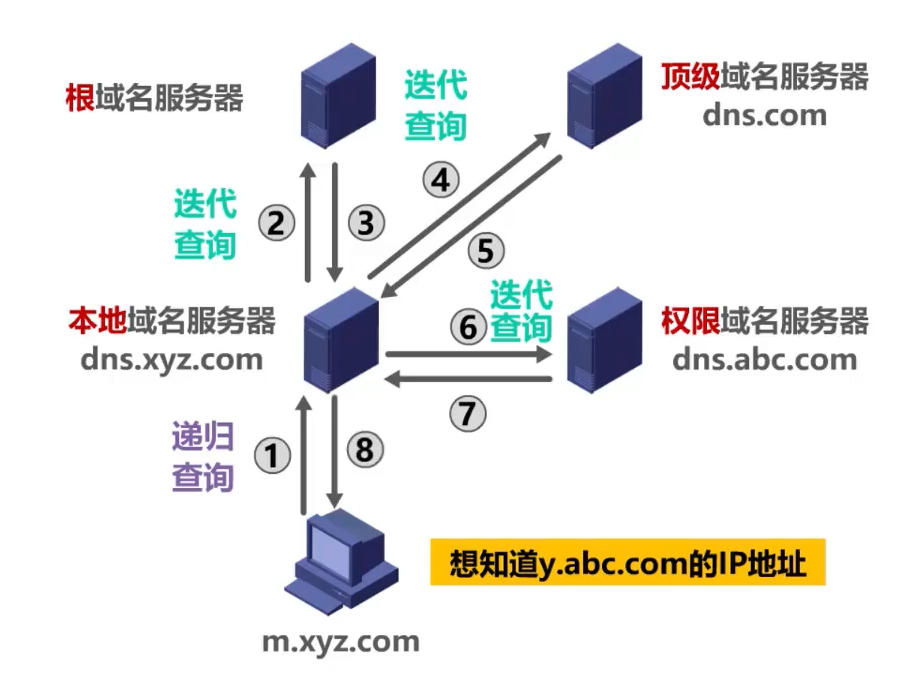 根域名服务器
迭代
查询
顶级域名服务器
dns.com
④
迭代
查询
②
③
⑤
本地域名服务器
dns.xyz.com
迭代
查询
⑥
权限域名服务器
dns.abc.com
⑦
递归
查询
①
⑧
想知道y.abc.com的IP地址
m.xyz.com